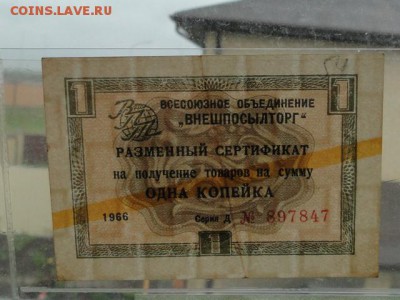 COINS.LAVE.RU
54
1
1
ВСЕСОЮЗНОЕ ОБЪЕДИНЕНИЕ
"ВНЕШПОСЫЛТОРГ"
РАЗМЕННЫЙ СЕРТИФИКАТ
на получение товаров на сумму
ОДНА КОПЕЙКА
1966
Серия Д № 897847
1